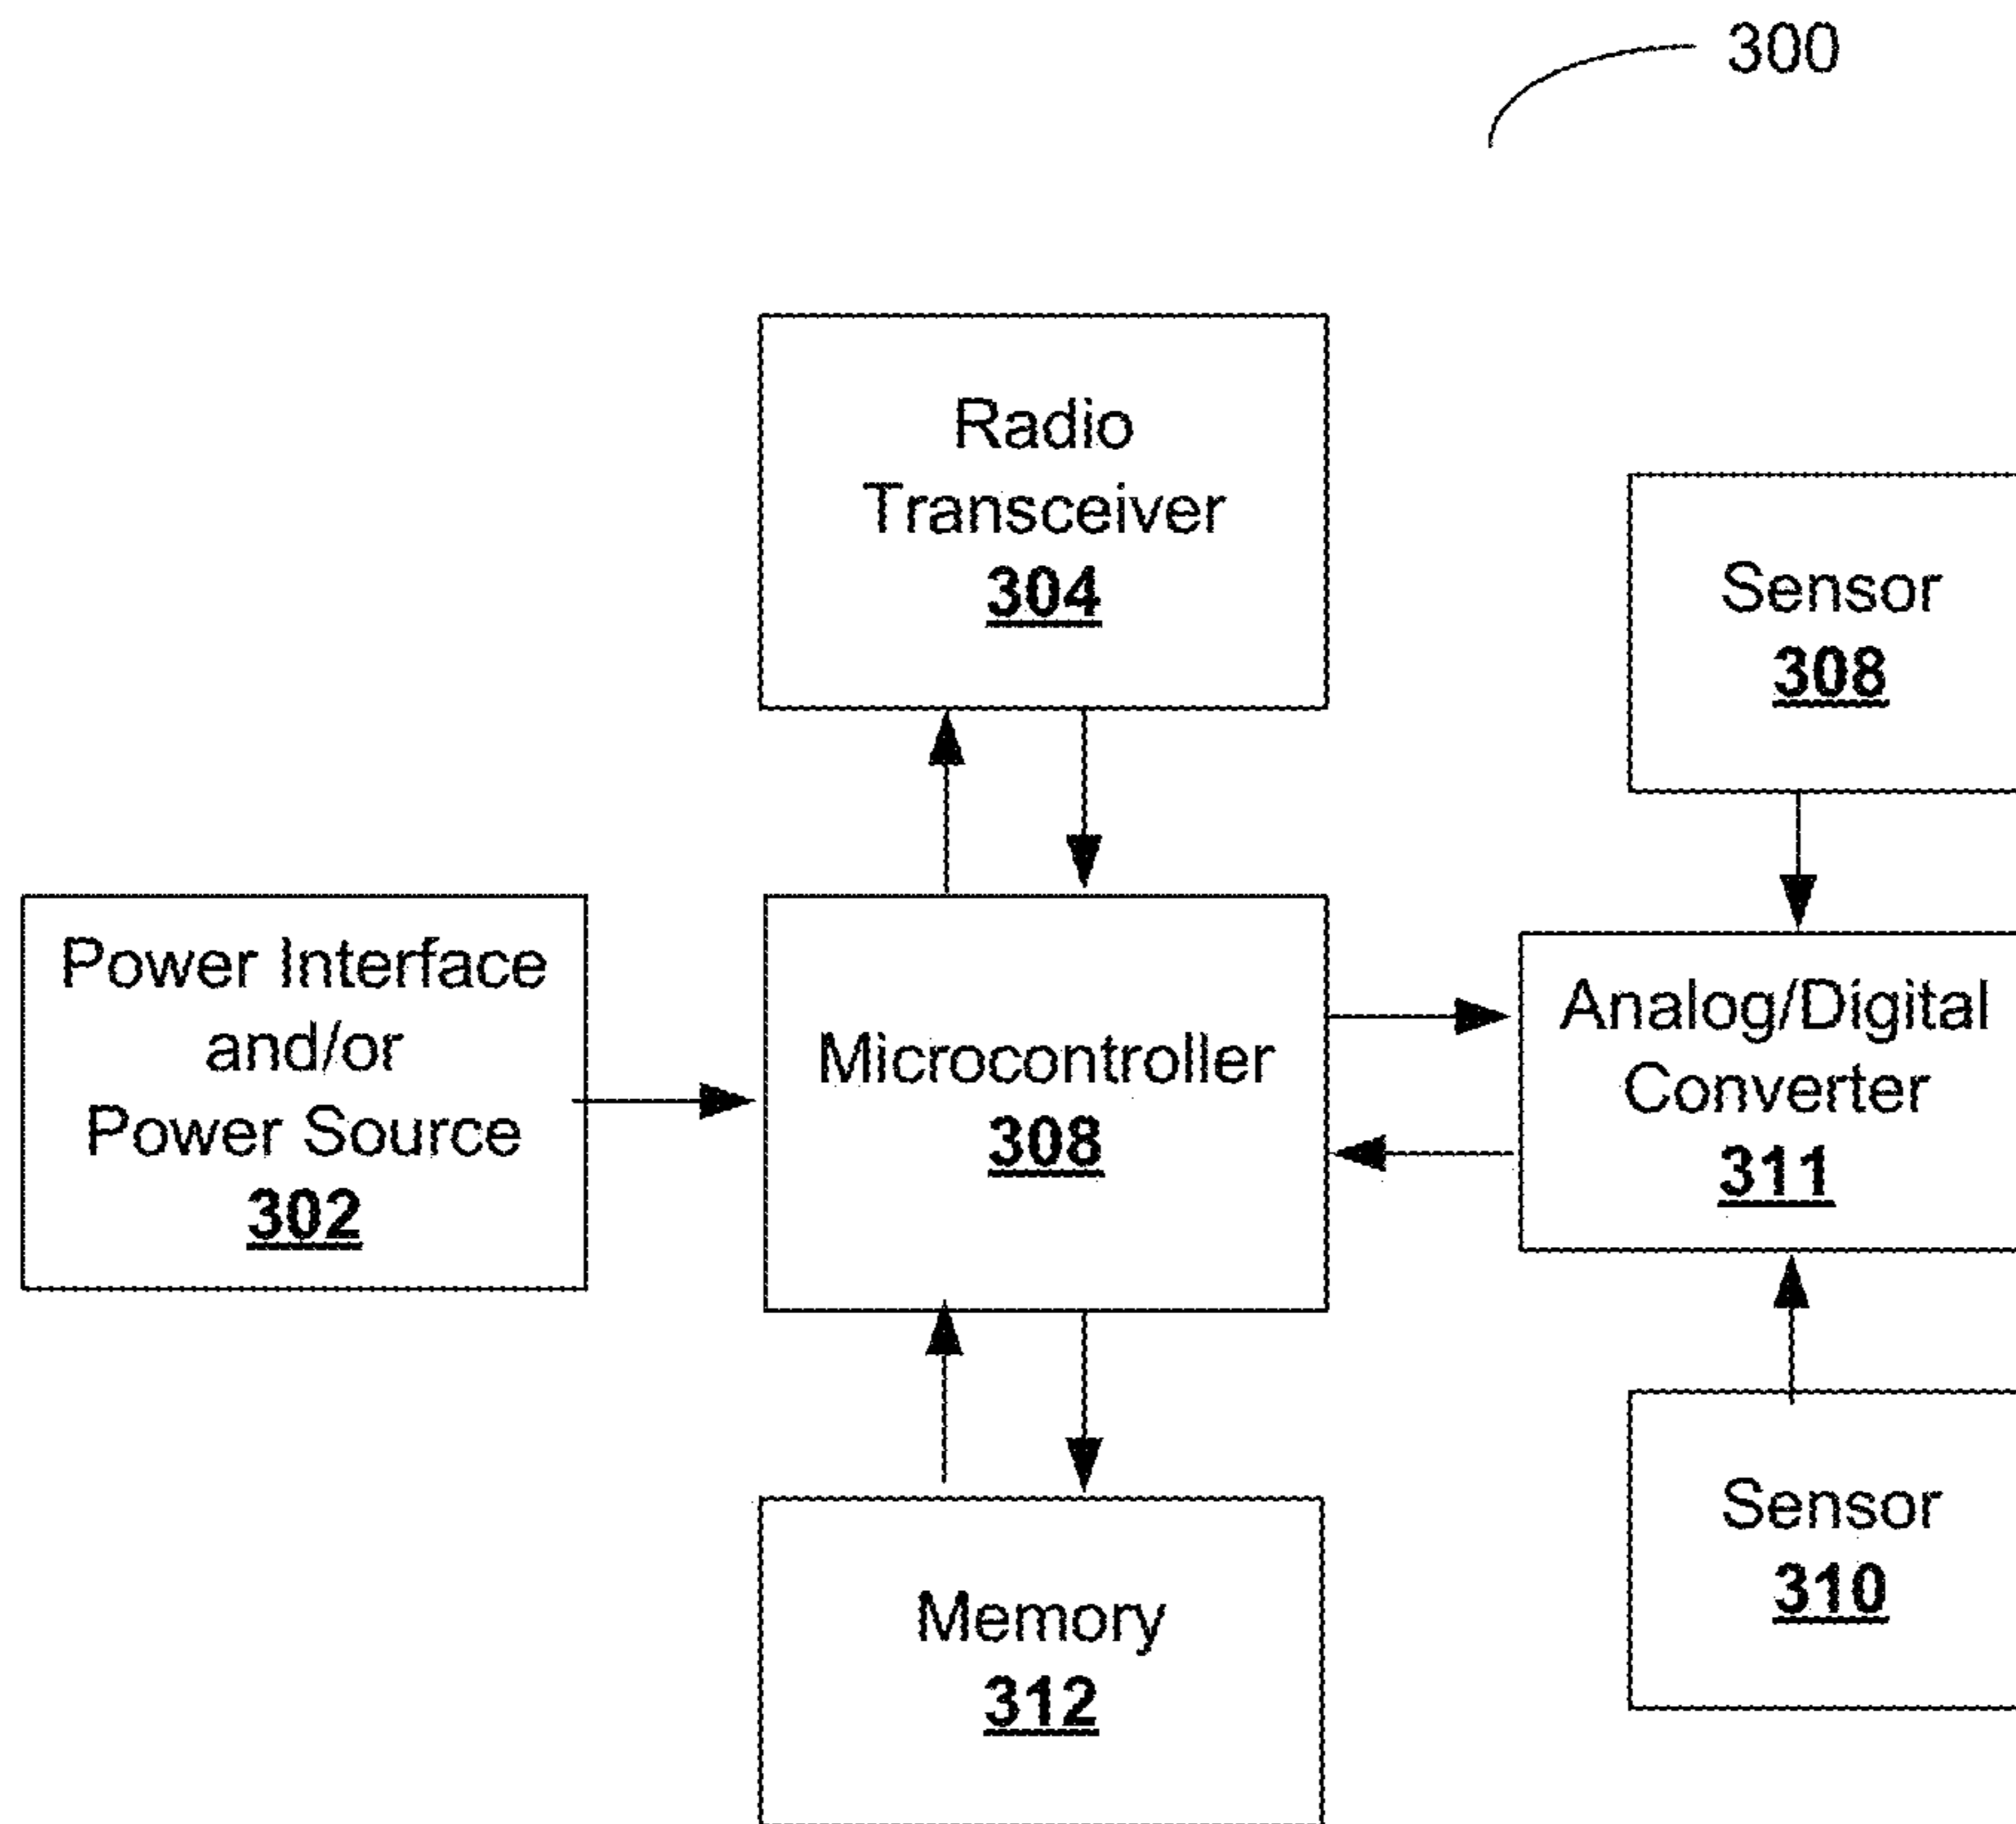 300
Radio
Transceiver
304
Sensor
308
Power Interface
and/or
Power Source
302
Microcontroller
308
Analog/Digital
Converter
311
Memory
312
Sensor
310